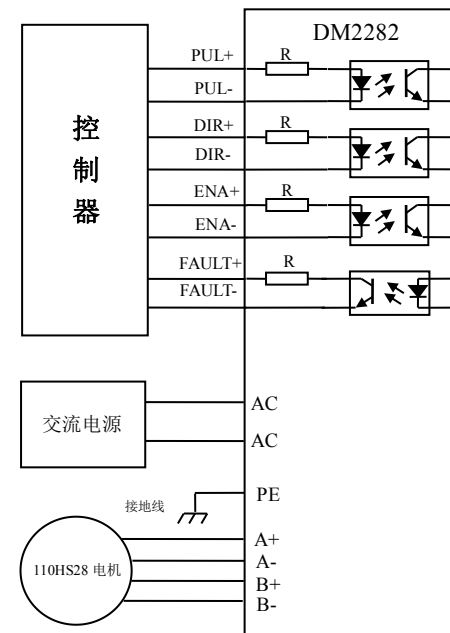 DM2282
PUL+
R
PUL-
DIR+
R
DIR-
ENA+
R
ENA-
FAULT+
R
FAULT-
控
制
器
交流电源
AC
AC
接地线
PE
110HS28 电机
A+
A-
B+
B-